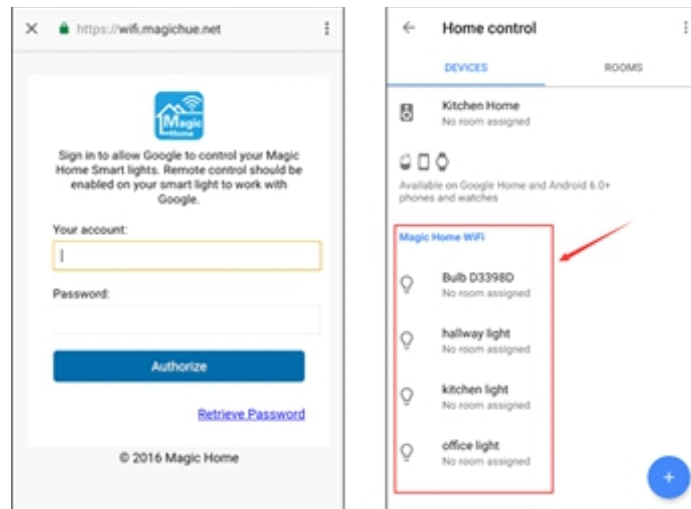 https://wifi.magichue.net
Magic
Home
Sign in to allow Google to control your Magic
Home Smart lights. Remote control should be
enabled on your smart light to work with
Google.
Your account:
Password:
Authorize
Retrieve Password
© 2016 Magic Home
Home control
DEVICES ROOMS
Kitchen Home
No room assigned
Available on Google Home and Android 6.0+
phones and watches
Magic Home WiFi
Bulb D3398D
No room assigned
hallway light
No room assigned
kitchen light
No room assigned
office light
No room assigned